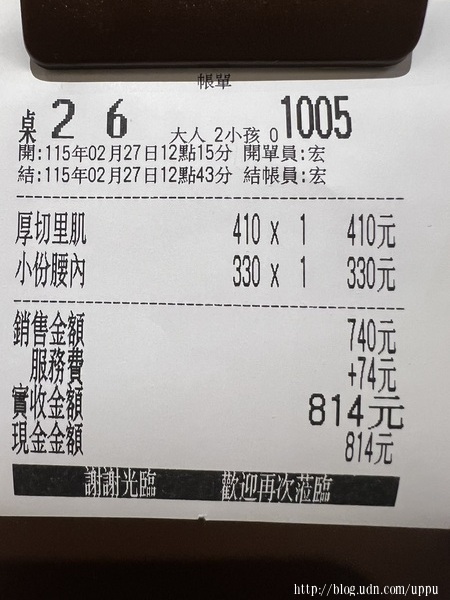 帳單
桌 2 6 大人 2小孩 0 1005
開:115年02月27日12點15分 開單員:宏
結:115年02月27日12點43分 結帳員:宏
厚切里肌 410 x 1 410元
小份腰內 330 x 1 330元
銷售金額 740元
服務費 +74元
實收金額 814元
現金金額 814元
謝謝光臨 歡迎再次蒞臨
http://blog.udn.com/uppu